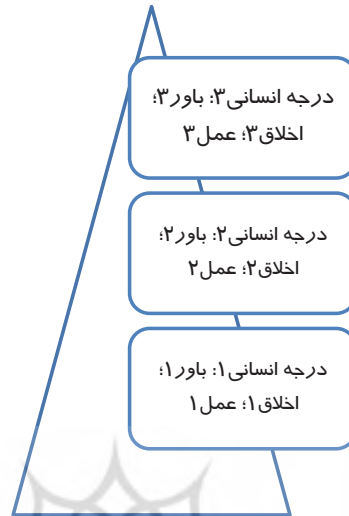 درجه انسانی۳: باور۳؛
اخلاق۳؛ عمل۳
درجه انسانی۲: باور۲؛
اخلاق۲؛ عمل۲
درجه انسانی۱: باور۱؛
اخلاق۱؛ عمل۱